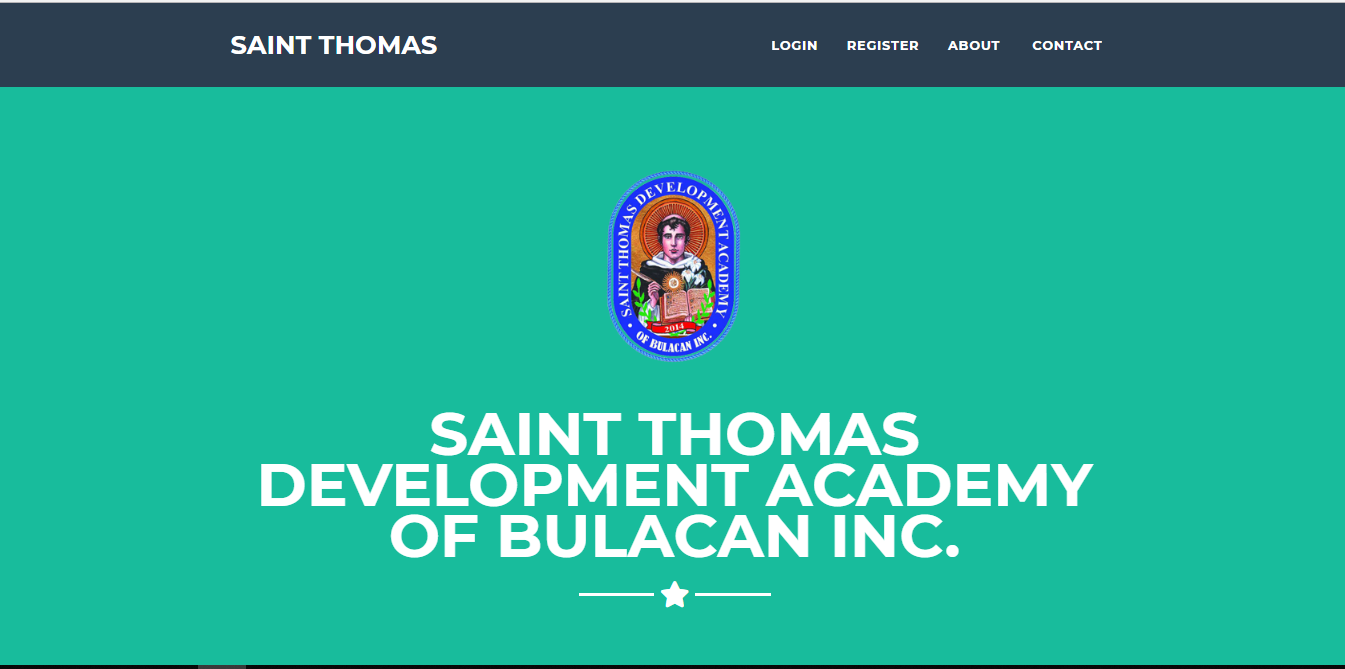 SAINT THOMAS
LOGIN REGISTER ABOUT CONTACT
SAINT THOMAS DEVELOPMENT ACADEMY
2014
OF BULACAN INC.
SAINT THOMAS
DEVELOPMENT ACADEMY
OF BULACAN INC.